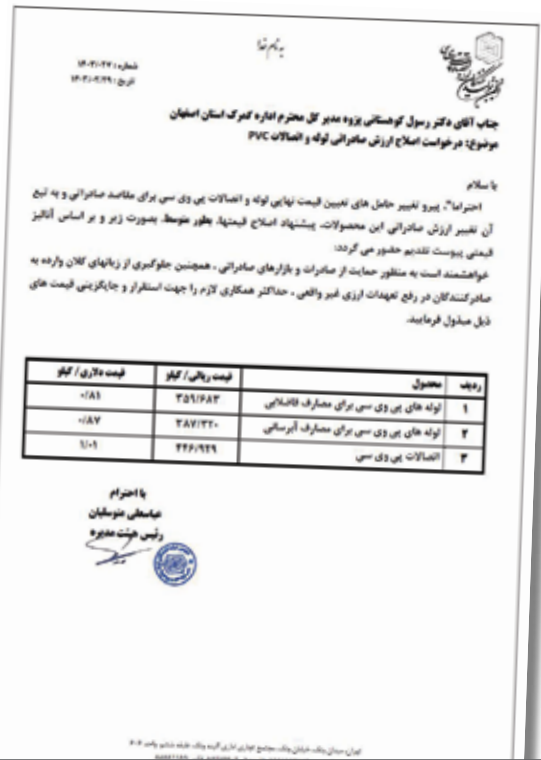 به نام خدا
شماره: ۱۴۰۳/۰۲۷
تاریخ: ۱۴۰۳/۰۲/۲۹
جناب آقای دکتر رسول کوهستانی پزوه مدیر کل محترم اداره گمرک استان اصفهان
موضوع: درخواست اصلاح ارزش صادراتی لوله و اتصالات PVC
با سلام
احتراماً، پیرو تغییر حامل های تعیین قیمت نهایی لوله و اتصالات پی وی سی برای مقاصد صادراتی و به تبع
آن تغییر ارزش صادراتی این محصولات، پیشنهاد اصلاح قیمتها، بطور متوسط، بصورت زیر و بر اساس آنالیز
قیمتی پیوست تقدیم حضور می گردد:
خواهشمند است به منظور حمایت از صادرات و بازارهای صادراتی، همچنین جلوگیری از زیانهای کلان وارده به
صادرکنندگان در رفع تعهدات ارزی غیر واقعی، حداکثر همکاری لازم را جهت استقرار و جایگزینی قیمت های
ذیل مبذول فرمایید.
ردیف محصول قیمت ریالی/ کیلو قیمت دلاری/ کیلو
۱ لوله های پی وی سی برای مصارف فاضلابی ۳۵۹/۶۸۳ ۰/۸۱
۲ لوله های پی وی سی برای مصارف آبرسانی ۳۸۷/۳۲۰ ۰/۸۷
۳ اتصالات پی وی سی ۴۴۶/۹۲۹ ۱/۰۱
با احترام
عباسعلی متوسلیان
رئیس هیئت مدیره